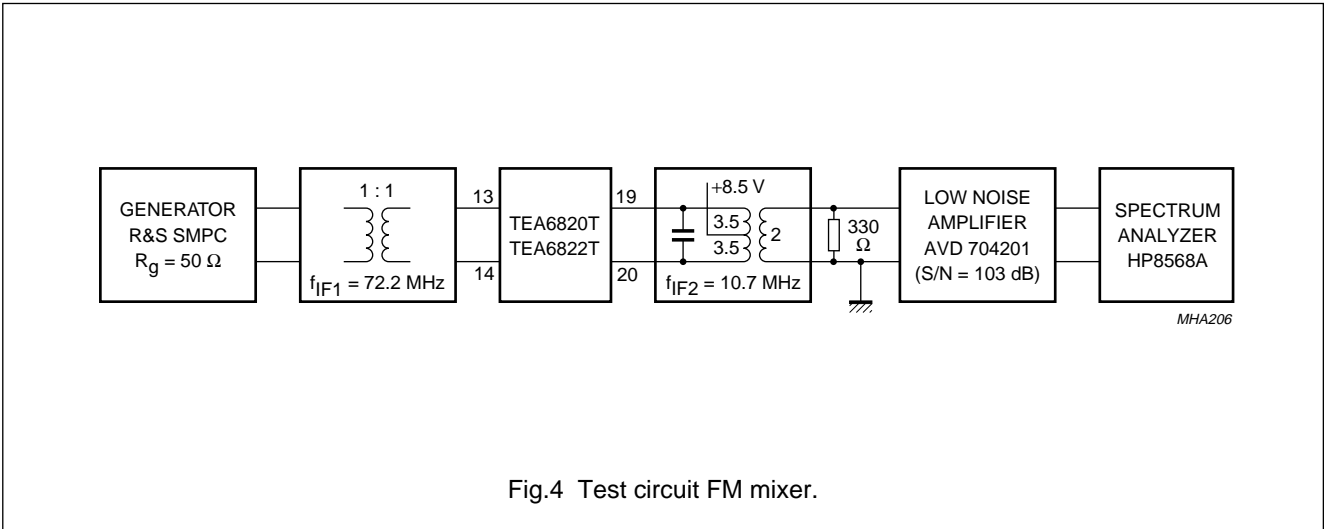 GENERATOR
R&S SMPC
Rg = 50 Ω
1 : 1
fIF1 = 72.2 MHz
13
14
TEA6820T
TEA6822T
19
20
+8.5 V
3.5
3.5
2
fIF2 = 10.7 MHz
330
Ω
LOW NOISE
AMPLIFIER
AVD 704201
(S/N = 103 dB)
SPECTRUM
ANALYZER
HP8568A
MHA206
Fig.4 Test circuit FM mixer.